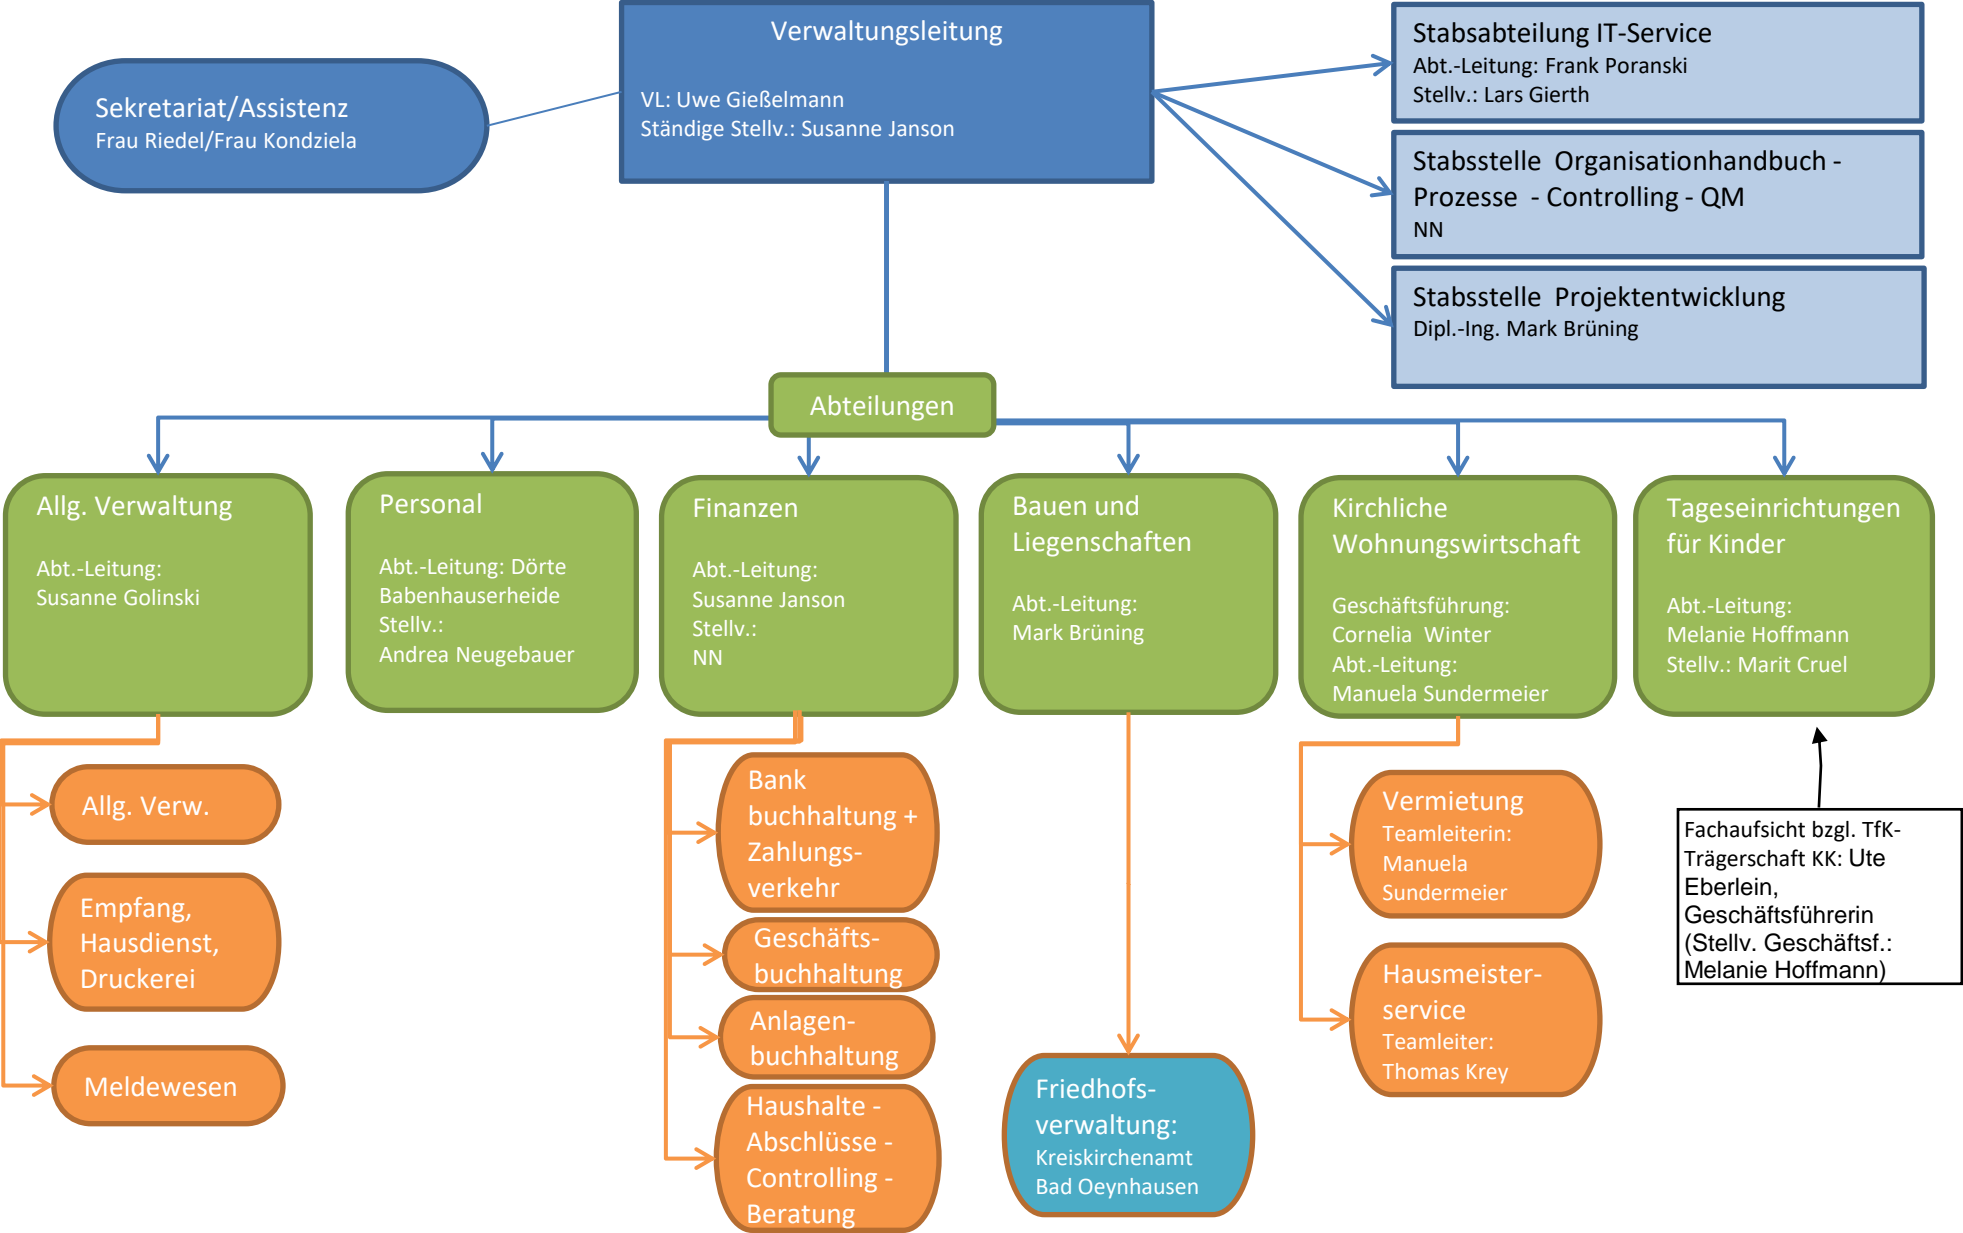 Verwaltungsleitung
VL: Uwe Gießelmann
Ständige Stellv.: Susanne Janson
Sekretariat/Assistenz
Frau Riedel/Frau Kondziela
Stabsabteilung IT-Service
Abt.-Leitung: Frank Poranski
Stellv.: Lars Gierth
Stabsstelle  Organisationhandbuch -
Prozesse  - Controlling - QM
NN
Stabsstelle  Projektentwicklung
Dipl.-Ing. Mark Brüning
Abteilungen
Allg. Verwaltung
Abt.-Leitung:
Susanne Golinski
Personal
Abt.-Leitung: Dörte
Babenhauserheide
Stellv.:
Andrea Neugebauer
Finanzen
Abt.-Leitung:
Susanne Janson
Stellv.:
NN
Bauen und
Liegenschaften
Abt.-Leitung:
Mark Brüning
Kirchliche
Wohnungswirtschaft
Geschäftsführung:
Cornelia  Winter
Abt.-Leitung:
Manuela Sundermeier
Tageseinrichtungen
für Kinder
Abt.-Leitung:
Melanie Hoffmann
Stellv.: Marit Cruel
Allg. Verw.
Empfang,
Hausdienst,
Druckerei
Meldewesen
Bank
buchhaltung +
Zahlungs-
verkehr
Geschäfts-
buchhaltung
Anlagen-
buchhaltung
Haushalte -
Abschlüsse -
Controlling -
Beratung
Friedhofs-
verwaltung:
Kreiskirchenamt
Bad Oeynhausen
Vermietung
Teamleiterin:
Manuela
Sundermeier
Hausmeister-
service
Teamleiter:
Thomas Krey
Fachaufsicht bzgl. TfK-
Trägerschaft KK: Ute
Eberlein,
Geschäftsführerin
(Stellv. Geschäftsf.:
Melanie Hoffmann)